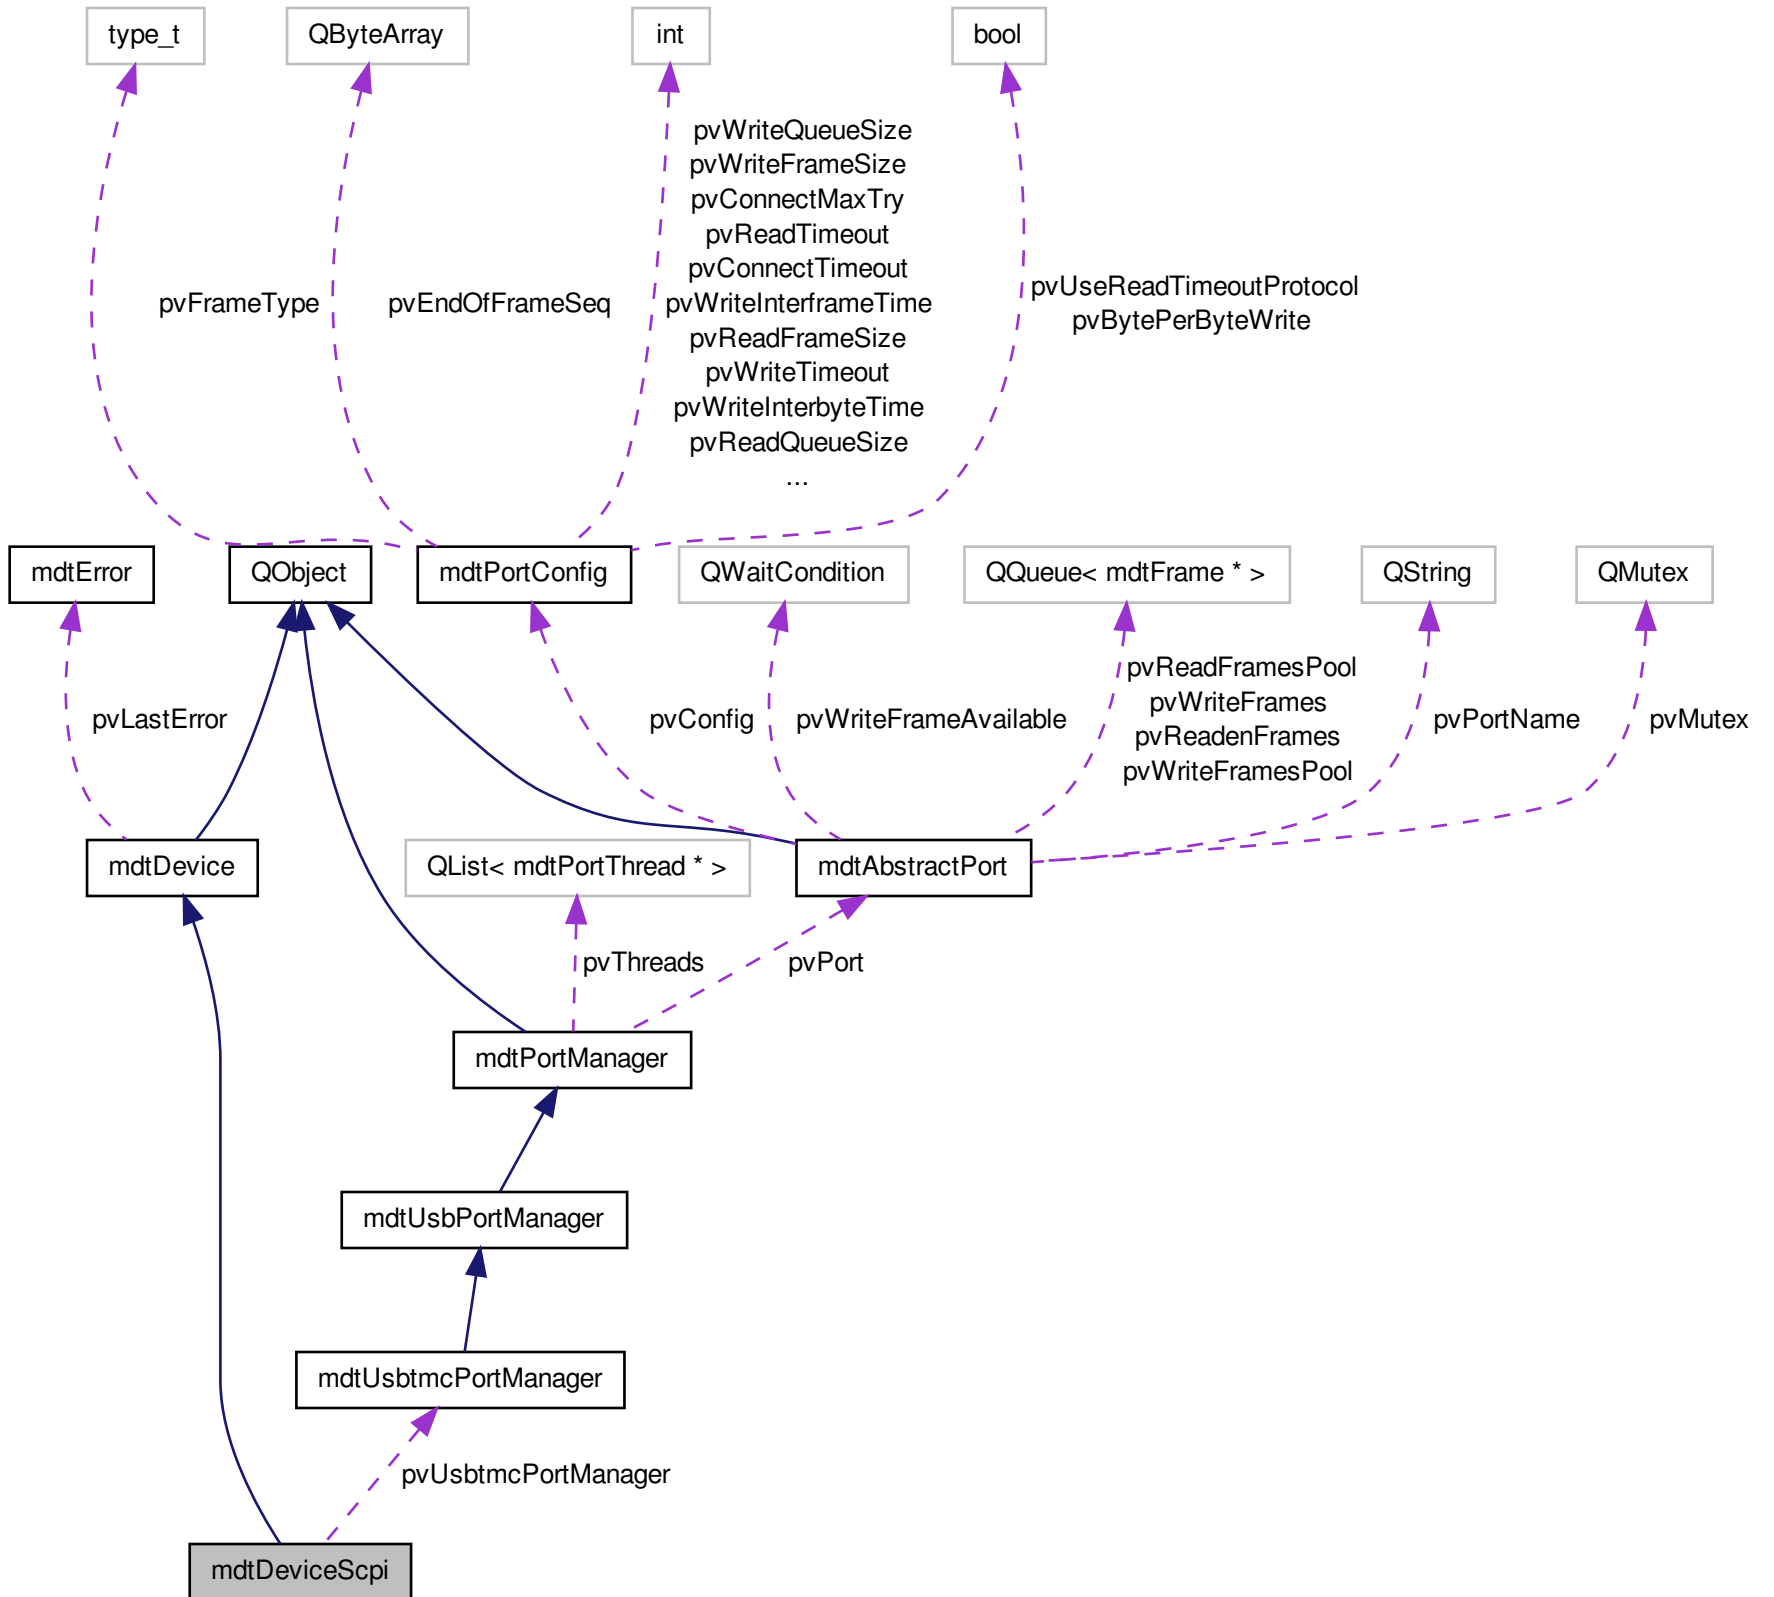 type_t
QByteArray
int
bool
pvWriteQueueSize
pvWriteFrameSize
pvConnectMaxTry
pvReadTimeout
pvConnectTimeout
pvWriteInterframeTime
pvReadFrameSize
pvWriteTimeout
pvWriteInterbyteTime
pvReadQueueSize
...
pvFrameType
pvEndOfFrameSeq
pvUseReadTimeoutProtocol
pvBytePerByteWrite
mdtError
QObject
mdtPortConfig
QWaitCondition
QQueue< mdtFrame * >
QString
QMutex
pvLastError
pvConfig
pvWriteFrameAvailable
pvReadFramesPool
pvWriteFrames
pvReadenFrames
pvWriteFramesPool
pvPortName
pvMutex
mdtDevice
QList< mdtPortThread * >
mdtAbstractPort
pvThreads
pvPort
mdtPortManager
mdtUsbPortManager
mdtUsbtmcPortManager
pvUsbtmcPortManager
mdtDeviceScpi